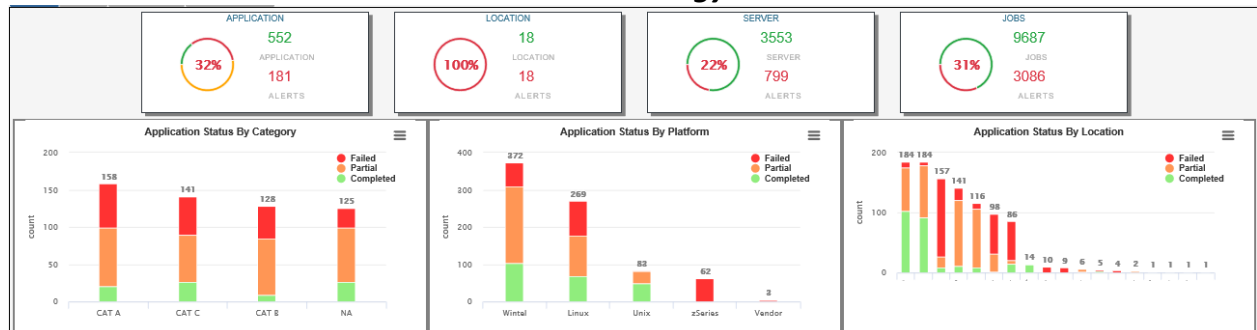 APPLICATION
552
APPLICATION
32%
181
ALERTS
LOCATION
18
LOCATION
100%
18
ALERTS
SERVER
3553
SERVER
22%
799
ALERTS
JOBS
9687
JOBS
31%
3086
ALERTS
Application Status By Category
200
150
100
50
0
count
158
141
128
125
Failed
Partial
Completed
CAT A
CAT C
CAT B
NA
Application Status By Platform
400
300
200
100
0
count
372
269
83
62
3
Failed
Partial
Completed
Wintel
Linux
Unix
zSeries
Vendor
Application Status By Location
200
100
0
count
184 184
157
141
116
98
86
14
10
9
6
5
4
2
1
1
1
1
Failed
Partial
Completed